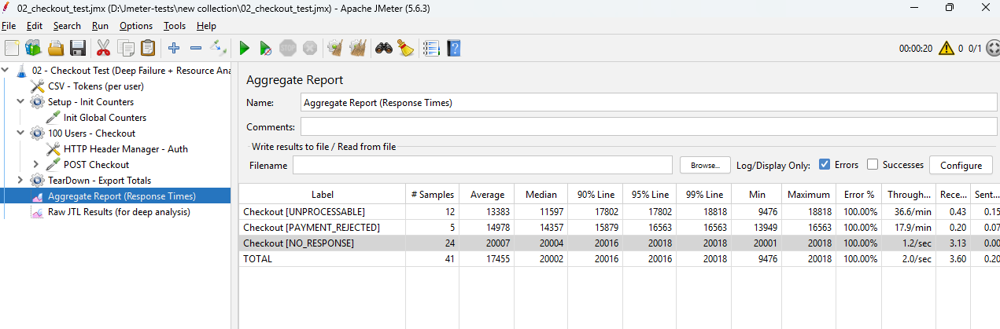 02_checkout_test.jmx (D:\Jmeter-tests\new collection\02_checkout_test.jmx) - Apache JMeter (5.6.3)
File Edit Search Run Options Tools Help
STOP 00:00:20 0 0/1
02 - Checkout Test (Deep Failure + Resource Ana
CSV - Tokens (per user)
Setup - Init Counters
Init Global Counters
100 Users - Checkout
HTTP Header Manager - Auth
POST Checkout
TearDown - Export Totals
Aggregate Report (Response Times)
Raw JTL Results (for deep analysis)
Aggregate Report
Name: Aggregate Report (Response Times)
Comments:
Write results to file / Read from file
Filename Browse... Log/Display Only: Errors Successes Configure
Label # Samples Average Median 90% Line 95% Line 99% Line Min Maximum Error % Through... Rece... Sent...
Checkout [UNPROCESSABLE] 12 13383 11597 17802 17802 18818 9476 18818 100.00% 36.6/min 0.43 0.15
Checkout [PAYMENT_REJECTED] 5 14978 14357 15879 16563 16563 13949 16563 100.00% 17.9/min 0.20 0.07
Checkout [NO_RESPONSE] 24 20007 20004 20016 20018 20018 20001 20018 100.00% 1.2/sec 3.13 0.00
TOTAL 41 17455 20002 20016 20016 20018 9476 20018 100.00% 2.0/sec 3.60 0.20